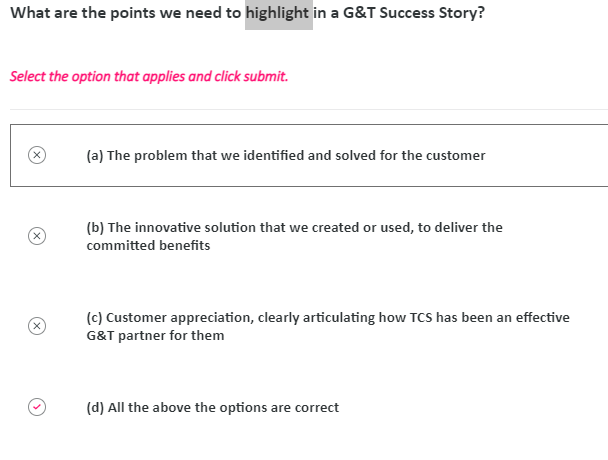 What are the points we need to highlight in a G&T Success Story?
Select the option that applies and click submit.
(a) The problem that we identified and solved for the customer
(b) The innovative solution that we created or used, to deliver the
committed benefits
(c) Customer appreciation, clearly articulating how TCS has been an effective
G&T partner for them
(d) All the above the options are correct